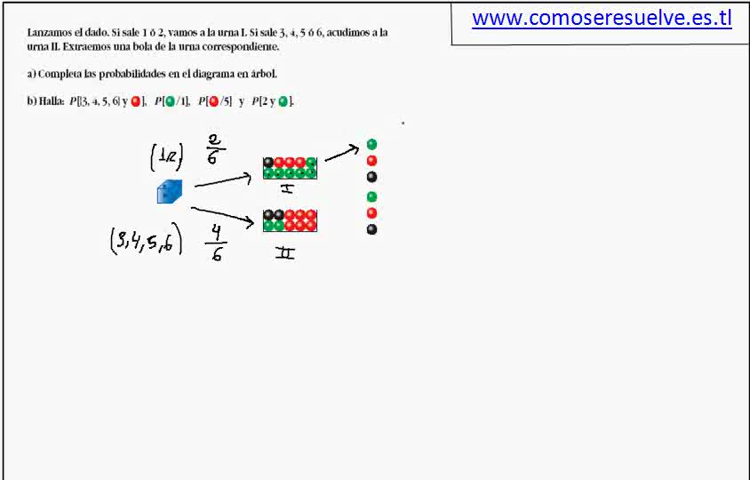 www.comoseresuelve.es.tl
Lanzamos el dado. Si sale 1 ó 2, vamos a la urna I. Si sale 3, 4, 5 ó 6, acudimos a la
urna II. Extraemos una bola de la urna correspondiente.
a) Completa las probabilidades en el diagrama en árbol.
b) Halla: P[{3, 4, 5, 6} y ], P[ /1], P[ /5] y P[2 y ].
(1,2) 2/6
I
(3,4,5,6) 4/6
II